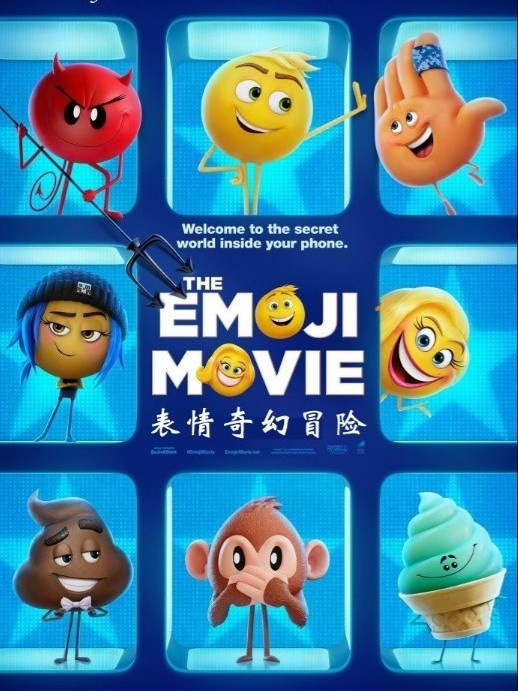 Welcome to the secret
world inside your phone.
THE
EMOJI
MOVIE
表情奇幻冒险